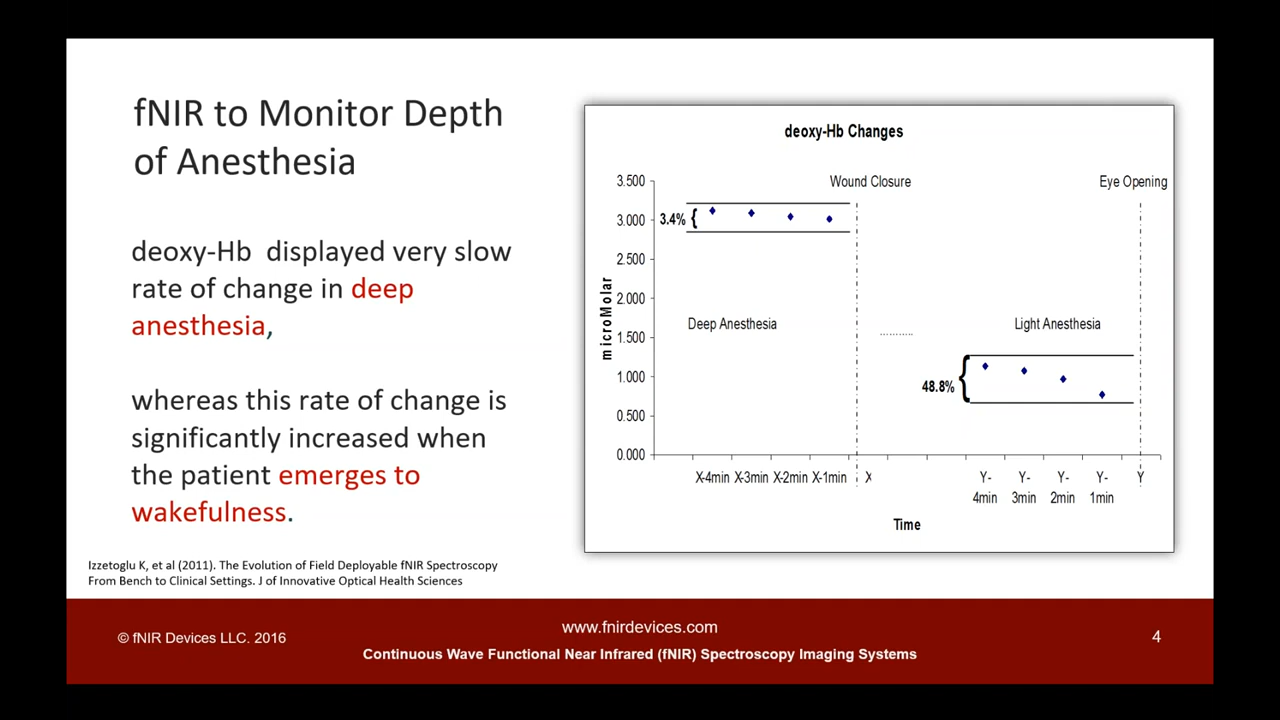 fNIR to Monitor Depth
of Anesthesia
deoxy-Hb displayed very slow
rate of change in deep
anesthesia,
whereas this rate of change is
significantly increased when
the patient emerges to
wakefulness.
Izzetoglu K, et al (2011). The Evolution of Field Deployable fNIR Spectroscopy
From Bench to Clinical Settings. J of Innovative Optical Health Sciences
deoxy-Hb Changes
Wound Closure
Eye Opening
3.500
3.000
2.500
2.000
1.500
1.000
0.500
0.000
microMolar
3.4%
Deep Anesthesia
Light Anesthesia
48.8%
X-4min X-3min X-2min X-1min X
Y-4min Y-3min Y-2min Y-1min Y
Time
© fNIR Devices LLC. 2016
www.fnirdevices.com
Continuous Wave Functional Near Infrared (fNIR) Spectroscopy Imaging Systems
4